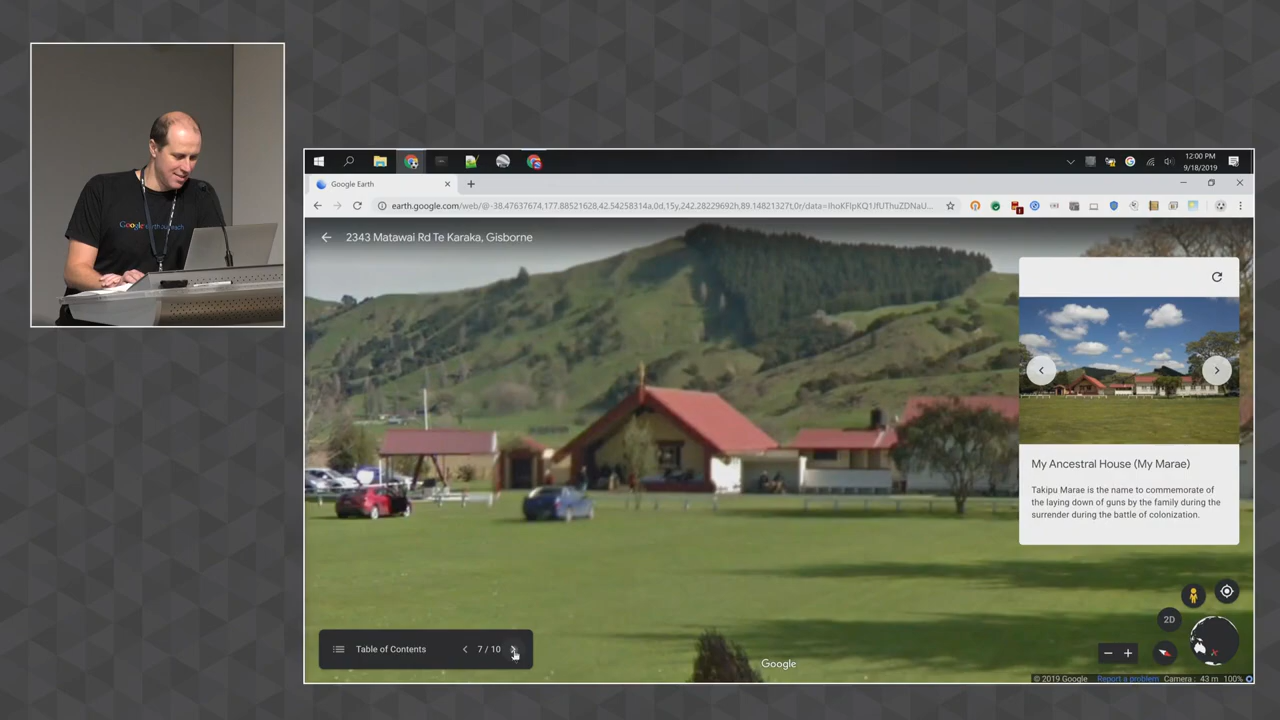 Google earth outreach
12:00 PM
9/18/2019
Google Earth
earth.google.com/web/@-38.47637674,177.88521628,42.54258314a,0d,15y,242.28229692h,89.14821327t,0r/data=
2343 Matawai Rd Te Karaka, Gisborne
My Ancestral House (My Marae)
Takipu Marae is the name to commemorate of
the laying down of guns by the family during the
surrender during the battle of colonization.
2D
Table of Contents 7 / 10
Google
© 2019 Google Report a problem Camera : 43 m 100%